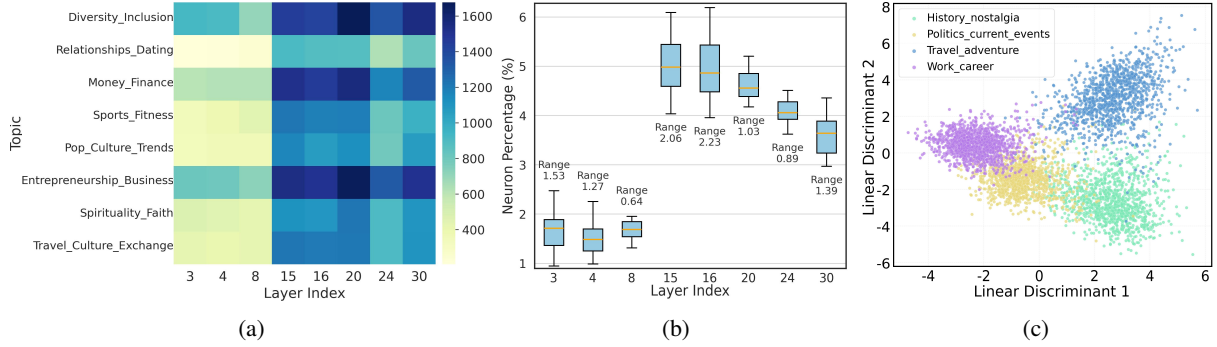 Topic
Diversity_Inclusion
Relationships_Dating
Money_Finance
Sports_Fitness
Pop_Culture_Trends
Entrepreneurship_Business
Spirituality_Faith
Travel_Culture_Exchange
3 4 8 15 16 20 24 30
Layer Index
1600
1400
1200
1000
800
600
400
200
(a)
Neuron Percentage (%)
6
5
4
3
2
1
Range
1.53
Range
1.27
Range
0.64
Range
2.06
Range
2.23
Range
1.03
Range
0.89
Range
1.39
3 4 8 15 16 20 24 30
Layer Index
(b)
Linear Discriminant 2
8
6
4
2
0
-2
-4
-6
History_nostalgia
Politics_current_events
Travel_adventure
Work_career
-4 -2 0 2 4 6
Linear Discriminant 1
(c)